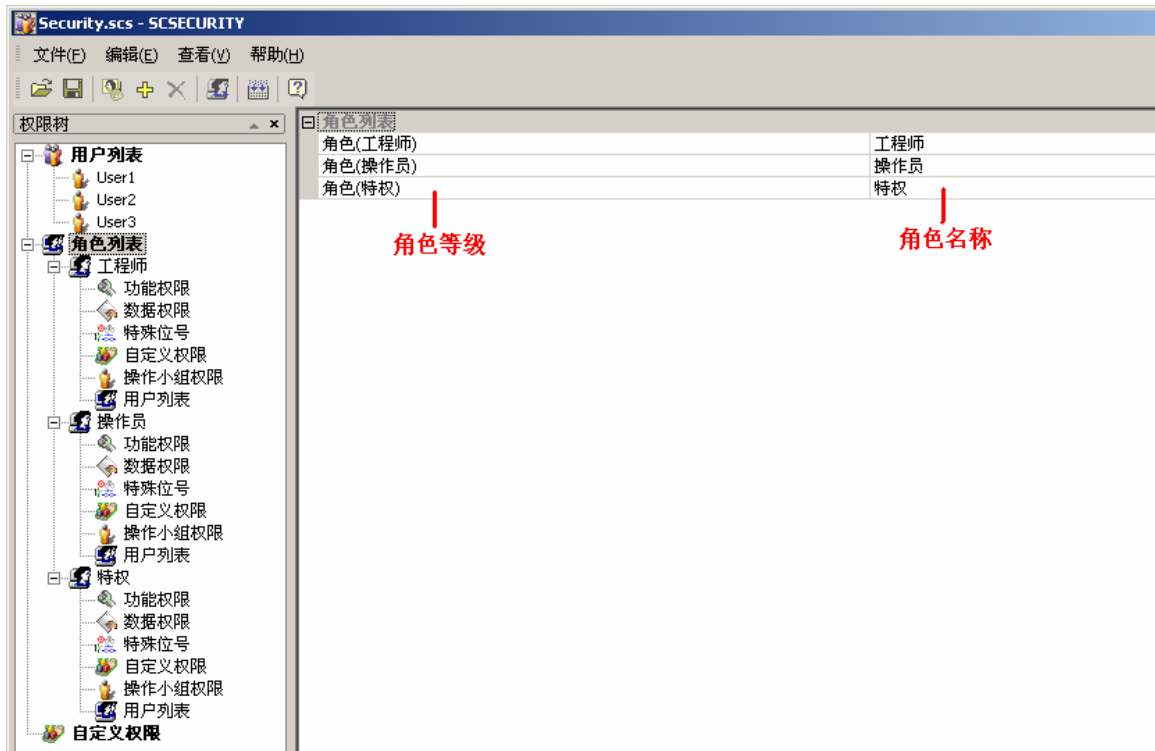 Security.scs - SCSECURITY
文件(F) 编辑(E) 查看(V) 帮助(H)
权限树
用户列表
User1
User2
User3
角色列表
工程师
功能权限
数据权限
特殊位号
自定义权限
操作小组权限
用户列表
操作员
功能权限
数据权限
特殊位号
自定义权限
操作小组权限
用户列表
特权
功能权限
数据权限
特殊位号
自定义权限
操作小组权限
用户列表
自定义权限
角色列表
角色(工程师) 工程师
角色(操作员) 操作员
角色(特权) 特权
角色等级 角色名称